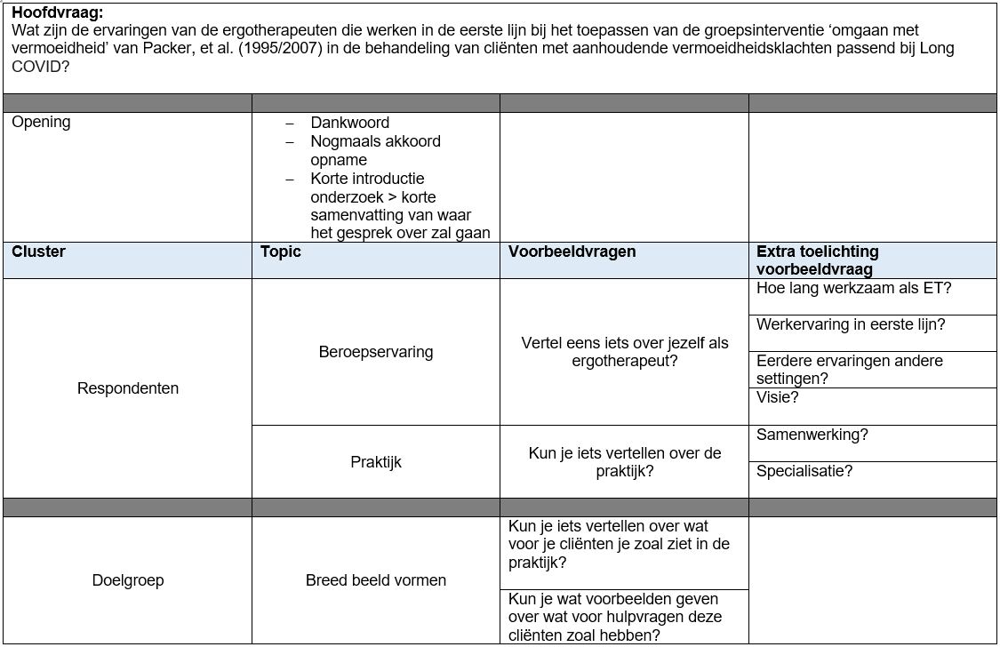 Hoofdvraag:
Wat zijn de ervaringen van de ergotherapeuten die werken in de eerste lijn bij het toepassen van de groepsinterventie ‘omgaan met
vermoeidheid’ van Packer, et al. (1995/2007) in de behandeling van cliënten met aanhoudende vermoeidheidsklachten passend bij Long
COVID?
Opening
– Dankwoord
– Nogmaals akkoord
opname
– Korte introductie
onderzoek > korte
samenvatting van waar
het gesprek over zal gaan
Cluster
Topic
Voorbeeldvragen
Extra toelichting
voorbeeldvraag
Respondenten
Beroepservaring
Vertel eens iets over jezelf als
ergotherapeut?
Hoe lang werkzaam als ET?
Werkervaring in eerste lijn?
Eerdere ervaringen andere
settingen?
Visie?
Praktijk
Kun je iets vertellen over de
praktijk?
Samenwerking?
Specialisatie?
Doelgroep
Breed beeld vormen
Kun je iets vertellen over wat
voor je cliënten je zoal ziet in de
praktijk?
Kun je wat voorbeelden geven
over wat voor hulpvragen deze
cliënten zoal hebben?